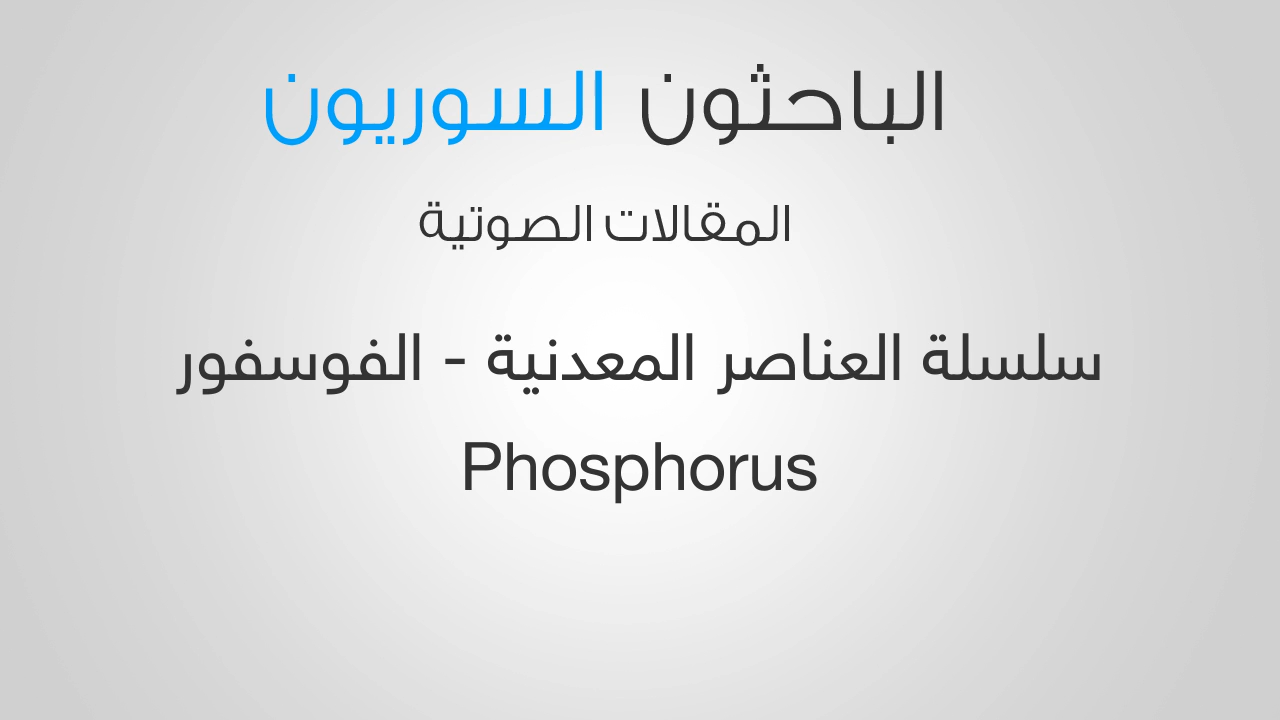 الباحثون السوريون
المقالات الصوتية
سلسلة العناصر المعدنية - الفوسفور
Phosphorus